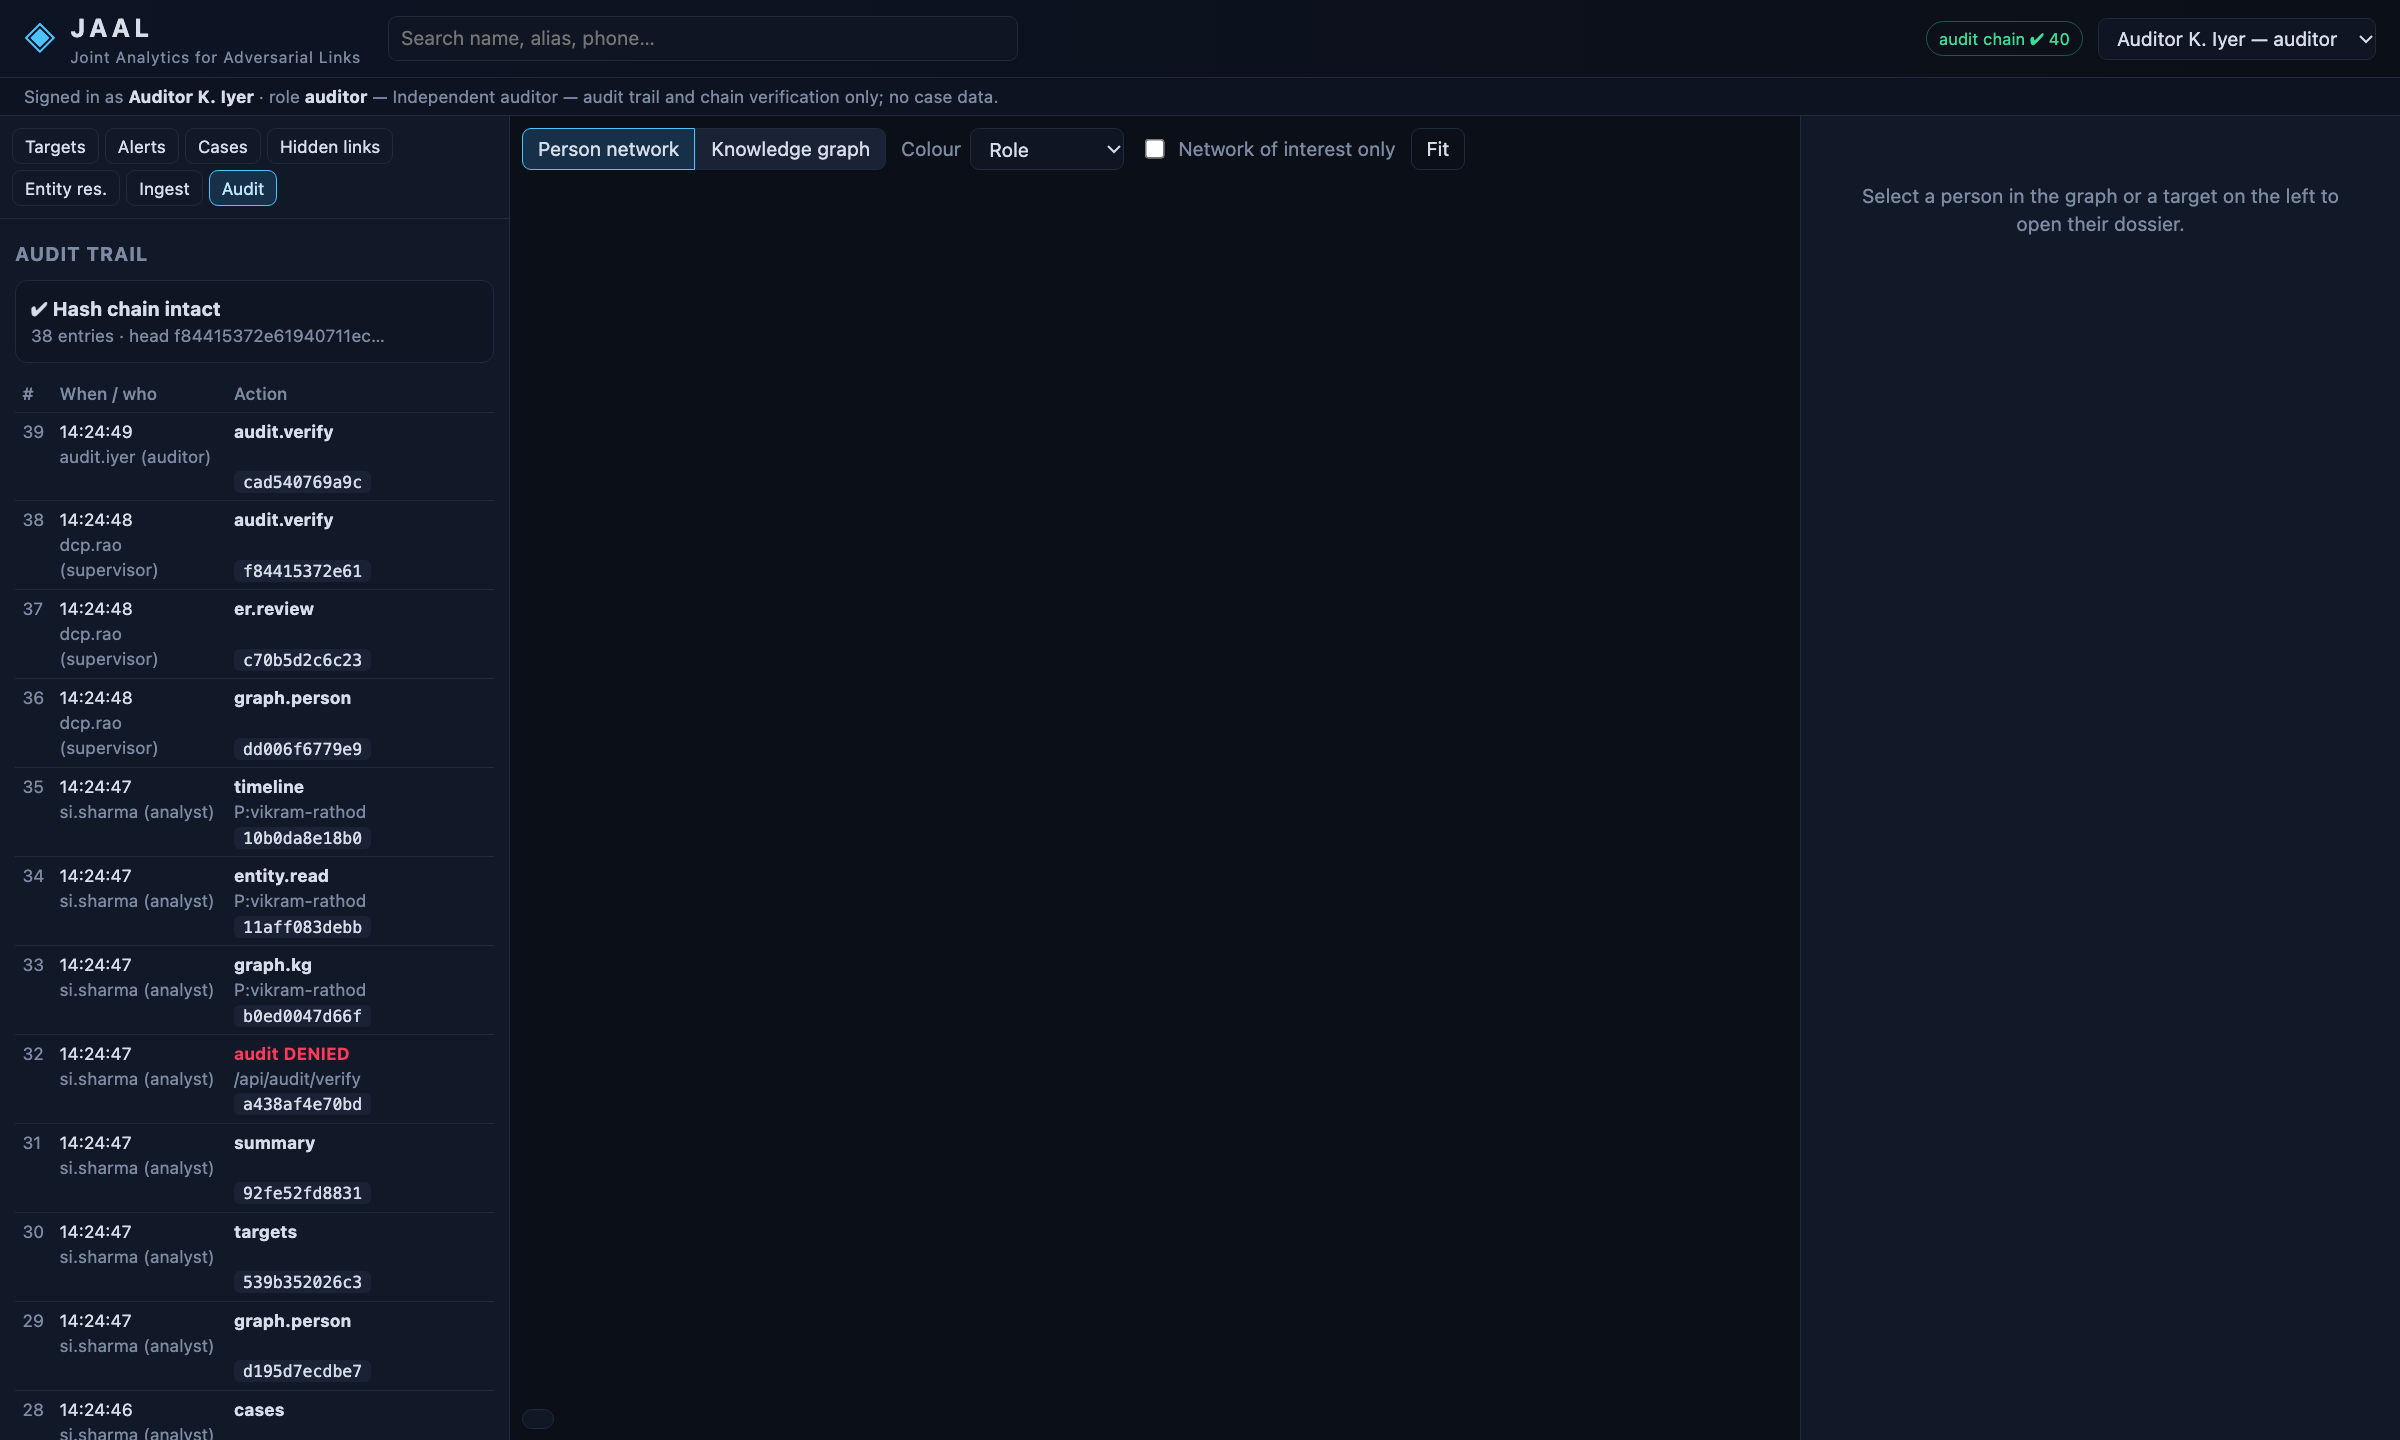 JAAL
Joint Analytics for Adversarial Links
Search name, alias, phone...
audit chain ✔ 40
Auditor K. Iyer — auditor
Signed in as Auditor K. Iyer · role auditor — Independent auditor — audit trail and chain verification only; no case data.
Targets
Alerts
Cases
Hidden links
Entity res.
Ingest
Audit
Person network
Knowledge graph
Colour
Role
Network of interest only
Fit
Select a person in the graph or a target on the left to
open their dossier.
AUDIT TRAIL
✔ Hash chain intact
38 entries · head f84415372e61940711ec...
# When / who Action
39 14:24:49 audit.verify
audit.iyer (auditor)
cad540769a9c
38 14:24:48 audit.verify
dcp.rao
(supervisor) f84415372e61
37 14:24:48 er.review
dcp.rao
(supervisor) c70b5d2c6c23
36 14:24:48 graph.person
dcp.rao
(supervisor) dd006f6779e9
35 14:24:47 timeline
si.sharma (analyst) P:vikram-rathod
10b0da8e18b0
34 14:24:47 entity.read
si.sharma (analyst) P:vikram-rathod
11aff083debb
33 14:24:47 graph.kg
si.sharma (analyst) P:vikram-rathod
b0ed0047d66f
32 14:24:47 audit DENIED
si.sharma (analyst) /api/audit/verify
a438af4e70bd
31 14:24:47 summary
si.sharma (analyst)
92fe52fd8831
30 14:24:47 targets
si.sharma (analyst)
539b352026c3
29 14:24:47 graph.person
si.sharma (analyst)
d195d7ecdbe7
28 14:24:46 cases
si.sharma (analyst)